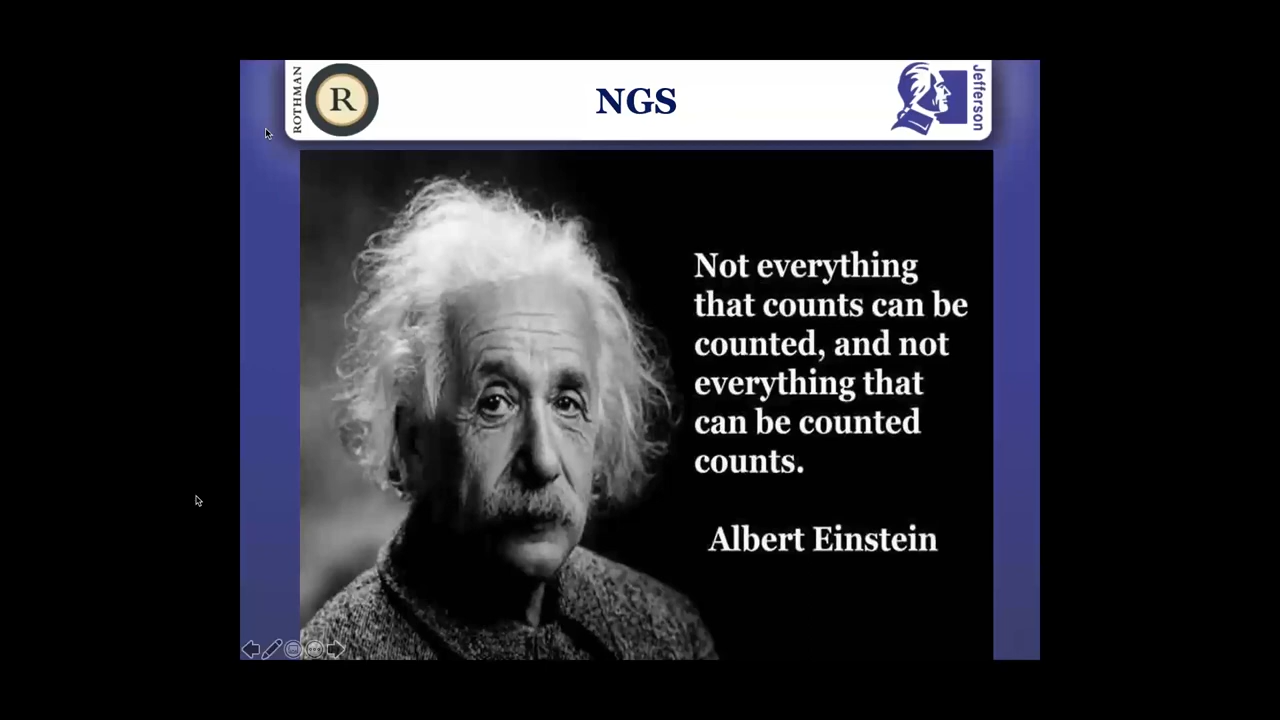 ROTHMAN
R
NGS
Jefferson
Not everything
that counts can be
counted, and not
everything that
can be counted
counts.
Albert Einstein